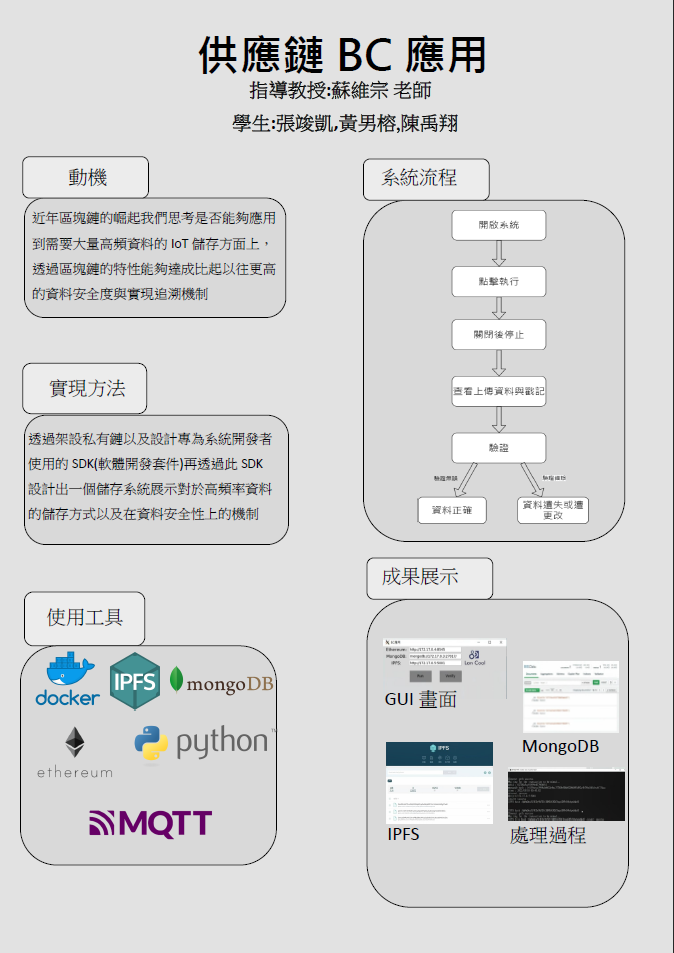 供應鏈 BC 應用
指導教授:蘇維宗 老師
學生:張竣凱,黃男榕,陳禹翔
動機
近年區塊鏈的崛起我們思考是否能夠應用
到需要大量高頻資料的 IoT 儲存方面上，
透過區塊鏈的特性能夠達成比起以往更高
的資料安全度與實現追溯機制
實現方法
透過架設私有鏈以及設計專為系統開發者
使用的 SDK(軟體開發套件)再透過此 SDK
設計出一個儲存系統展示對於高頻率資料
的儲存方式以及在資料安全性上的機制
使用工具
docker
IPFS
mongoDB
ethereum
python
MQTT
系統流程
開啟系統
點擊執行
關閉後停止
查看上傳資料與戳記
驗證
資料正確
資料遺失或遭
更改
成果展示
Ethereum:
MongoDB:
IPFS:
Lan Cool
GUI 畫面
MongoDB
IPFS
IPFS
處理過程